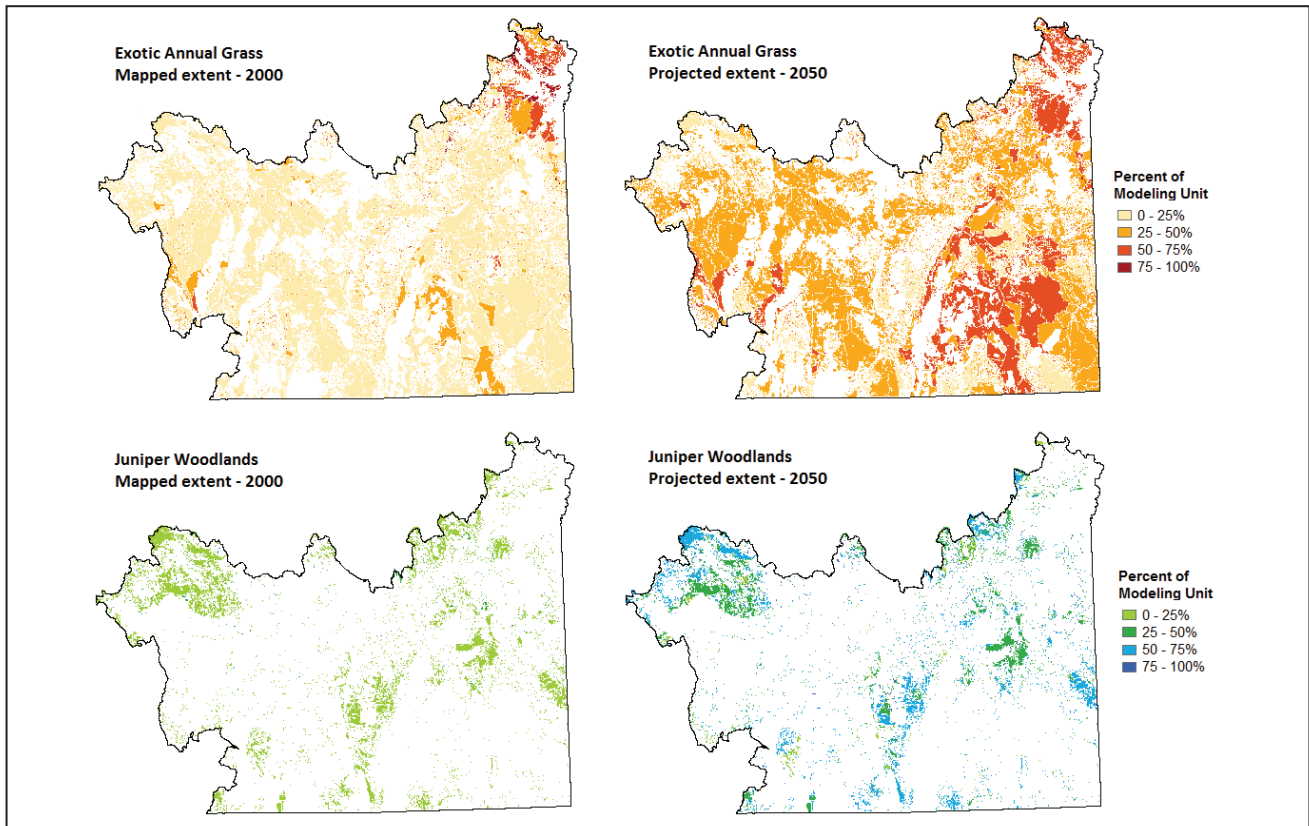 Exotic Annual Grass
Mapped extent - 2000
Exotic Annual Grass
Projected extent - 2050
Percent of
Modeling Unit
0 - 25%
25 - 50%
50 - 75%
75 - 100%
Juniper Woodlands
Mapped extent - 2000
Juniper Woodlands
Projected extent - 2050
Percent of
Modeling Unit
0 - 25%
25 - 50%
50 - 75%
75 - 100%